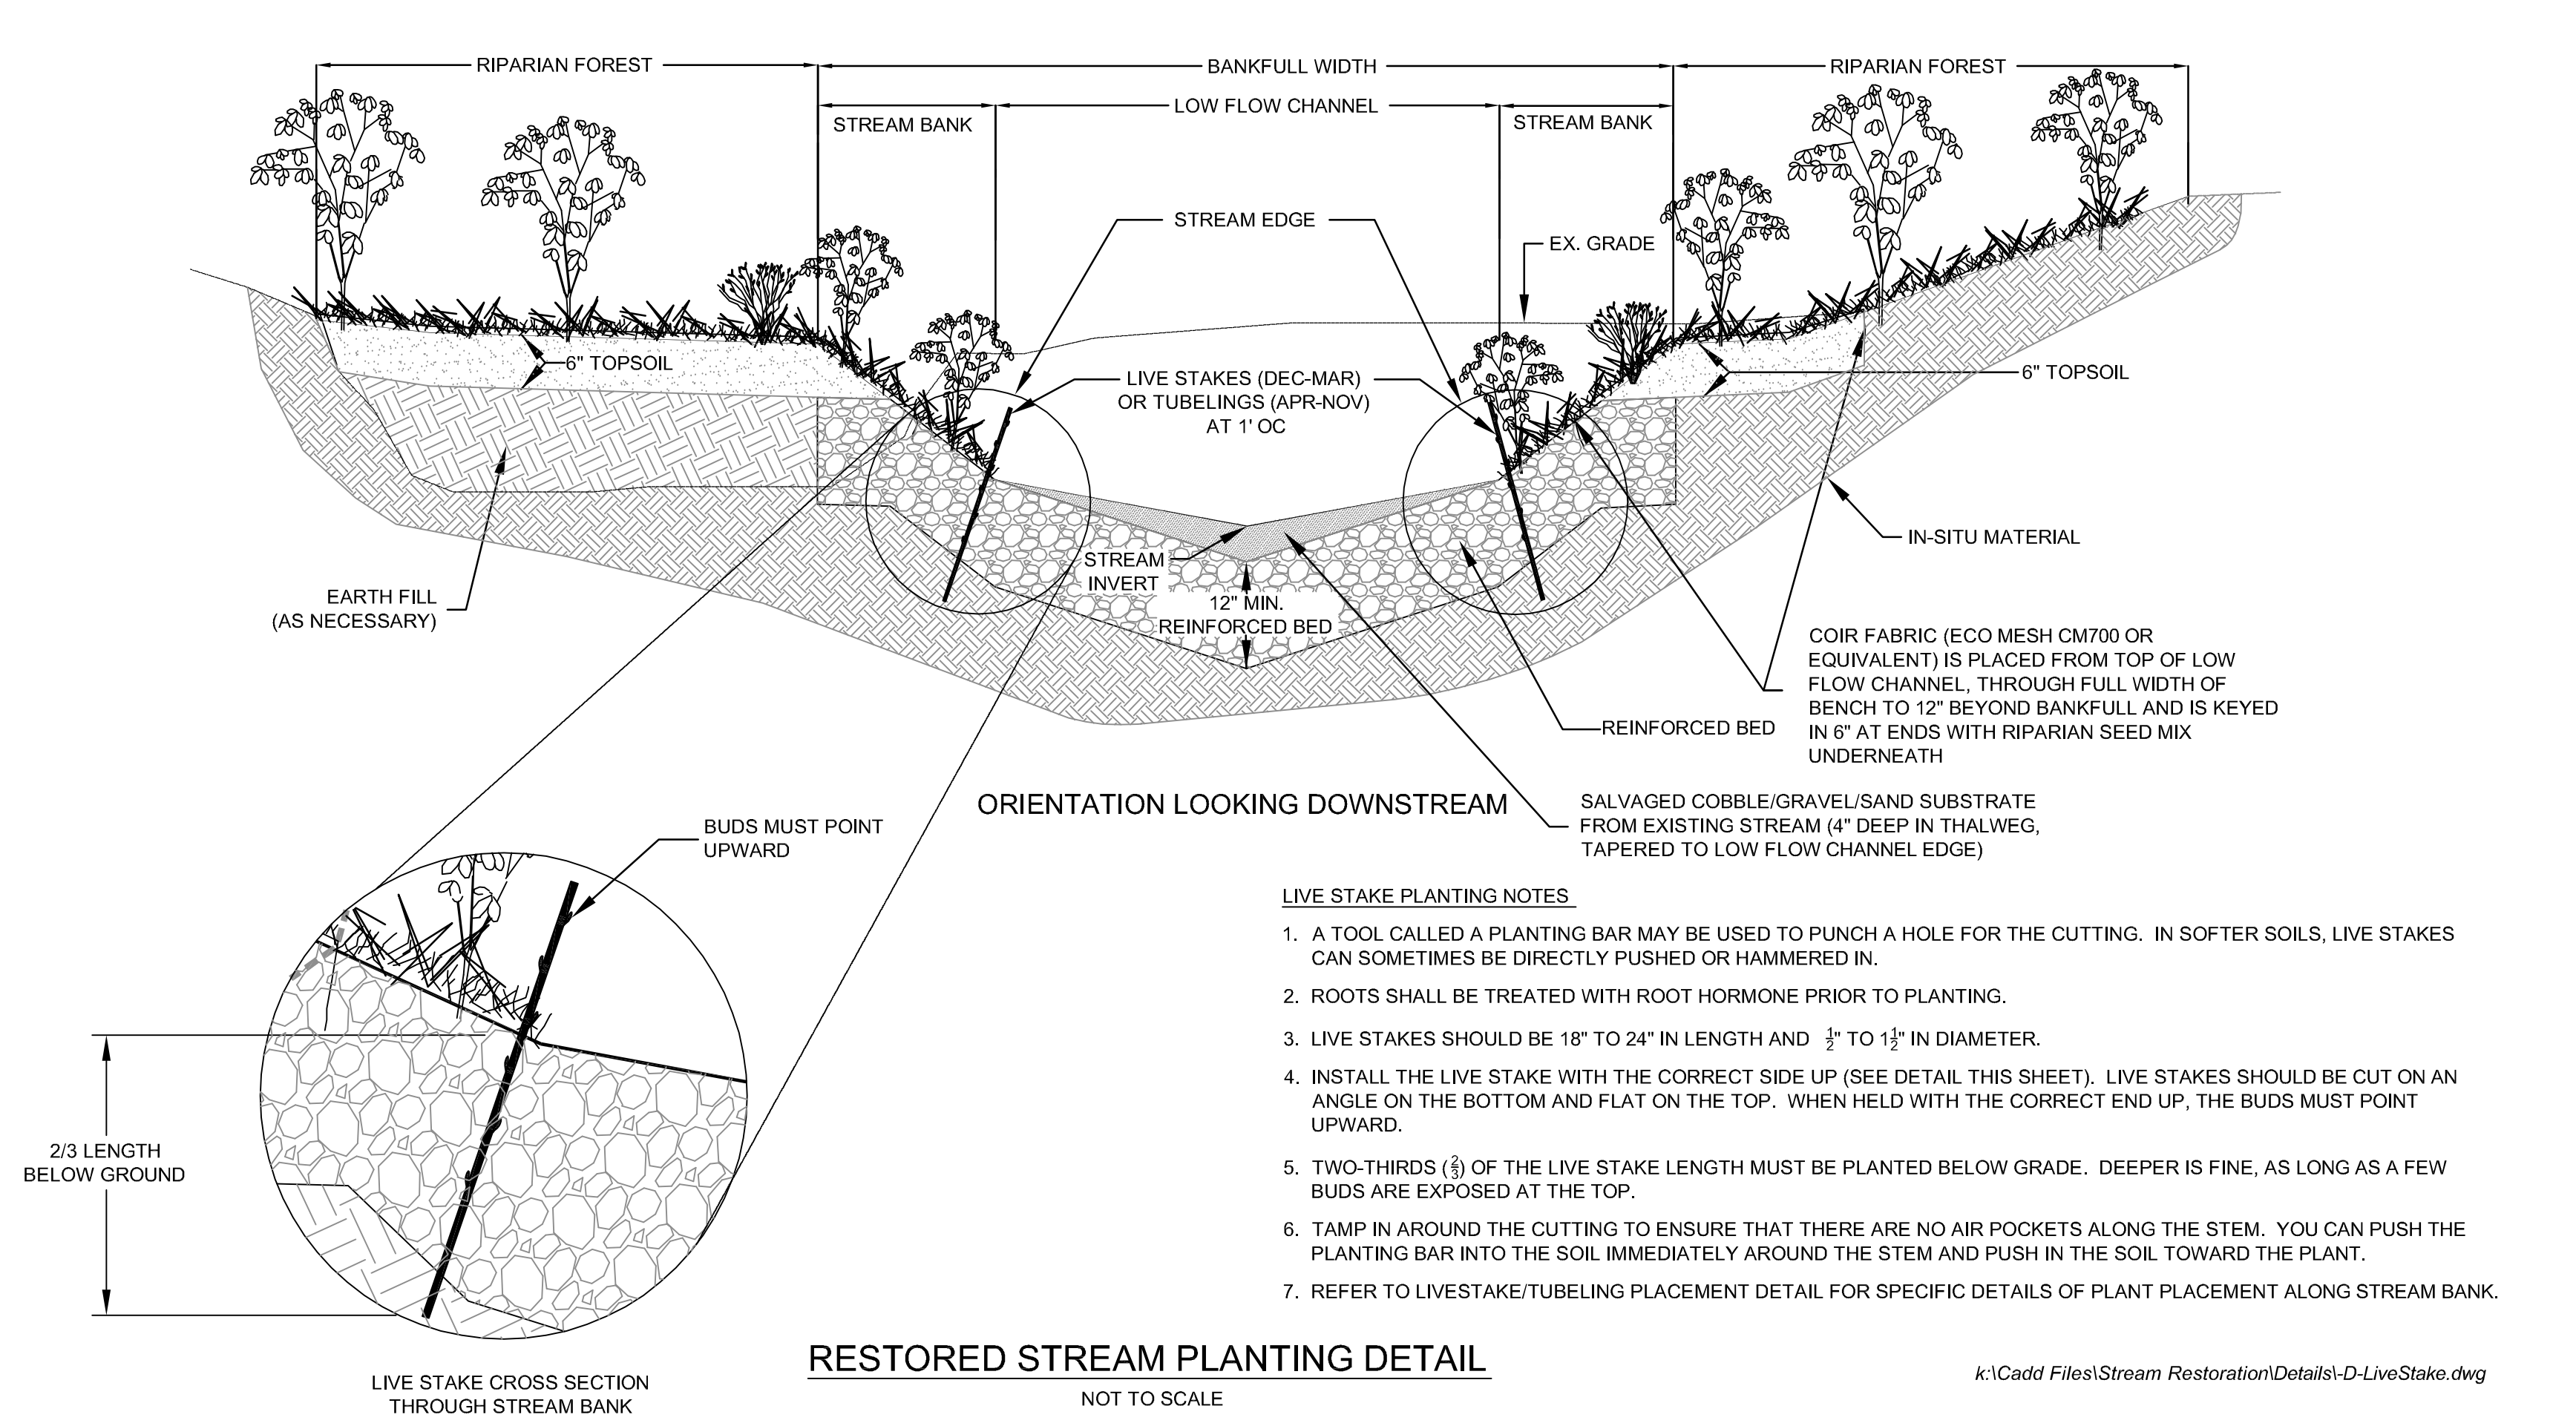 RIPARIAN FOREST
BANKFULL WIDTH
RIPARIAN FOREST
STREAM BANK
LOW FLOW CHANNEL
STREAM BANK
STREAM EDGE
EX. GRADE
6" TOPSOIL
LIVE STAKES (DEC-MAR)
OR TUBELINGS (APR-NOV)
AT 1' OC
6" TOPSOIL
IN-SITU MATERIAL
STREAM
INVERT
12" MIN.
REINFORCED BED
EARTH FILL
(AS NECESSARY)
COIR FABRIC (ECO MESH CM700 OR
EQUIVALENT) IS PLACED FROM TOP OF LOW
FLOW CHANNEL, THROUGH FULL WIDTH OF
BENCH TO 12" BEYOND BANKFULL AND IS KEYED
IN 6" AT ENDS WITH RIPARIAN SEED MIX
UNDERNEATH
REINFORCED BED
ORIENTATION LOOKING DOWNSTREAM
SALVAGED COBBLE/GRAVEL/SAND SUBSTRATE
FROM EXISTING STREAM (4" DEEP IN THALWEG,
TAPERED TO LOW FLOW CHANNEL EDGE)
BUDS MUST POINT
UPWARD
2/3 LENGTH
BELOW GROUND
LIVE STAKE CROSS SECTION
THROUGH STREAM BANK
LIVE STAKE PLANTING NOTES
1. A TOOL CALLED A PLANTING BAR MAY BE USED TO PUNCH A HOLE FOR THE CUTTING. IN SOFTER SOILS, LIVE STAKES
CAN SOMETIMES BE DIRECTLY PUSHED OR HAMMERED IN.
2. ROOTS SHALL BE TREATED WITH ROOT HORMONE PRIOR TO PLANTING.
3. LIVE STAKES SHOULD BE 18" TO 24" IN LENGTH AND ½" TO 1½" IN DIAMETER.
4. INSTALL THE LIVE STAKE WITH THE CORRECT SIDE UP (SEE DETAIL THIS SHEET). LIVE STAKES SHOULD BE CUT ON AN
ANGLE ON THE BOTTOM AND FLAT ON THE TOP. WHEN HELD WITH THE CORRECT END UP, THE BUDS MUST POINT
UPWARD.
5. TWO-THIRDS (⅔) OF THE LIVE STAKE LENGTH MUST BE PLANTED BELOW GRADE. DEEPER IS FINE, AS LONG AS A FEW
BUDS ARE EXPOSED AT THE TOP.
6. TAMP IN AROUND THE CUTTING TO ENSURE THAT THERE ARE NO AIR POCKETS ALONG THE STEM. YOU CAN PUSH THE
PLANTING BAR INTO THE SOIL IMMEDIATELY AROUND THE STEM AND PUSH IN THE SOIL TOWARD THE PLANT.
7. REFER TO LIVESTAKE/TUBELING PLACEMENT DETAIL FOR SPECIFIC DETAILS OF PLANT PLACEMENT ALONG STREAM BANK.
RESTORED STREAM PLANTING DETAIL
NOT TO SCALE
k:\Cadd Files\Stream Restoration\Details\-D-LiveStake.dwg